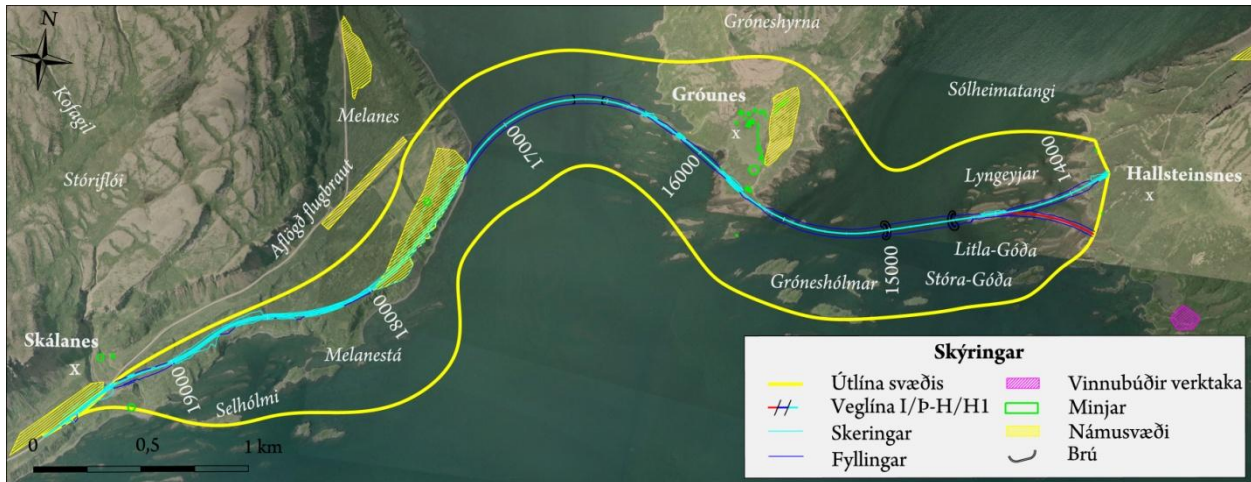 N
Kofagil
Stóriflói
Melanes
Aflögð flugbraut
Skálanes
x
19000
Selhólmi
18000
Melanestá
17000
Gróneshyrna
Gróunes
x
16000
Gróneshólmar
15000
Sólheimatangi
14000
Lyngeyjar
Hallsteinsnes
x
Litla-Góða
Stóra-Góða
0 0,5 1 km
Skýringar
Útlína svæðis
Veglína I/Þ-H/H1
Skeringar
Fyllingar
Vinnubúðir verktaka
Minjar
Námusvæði
Brú